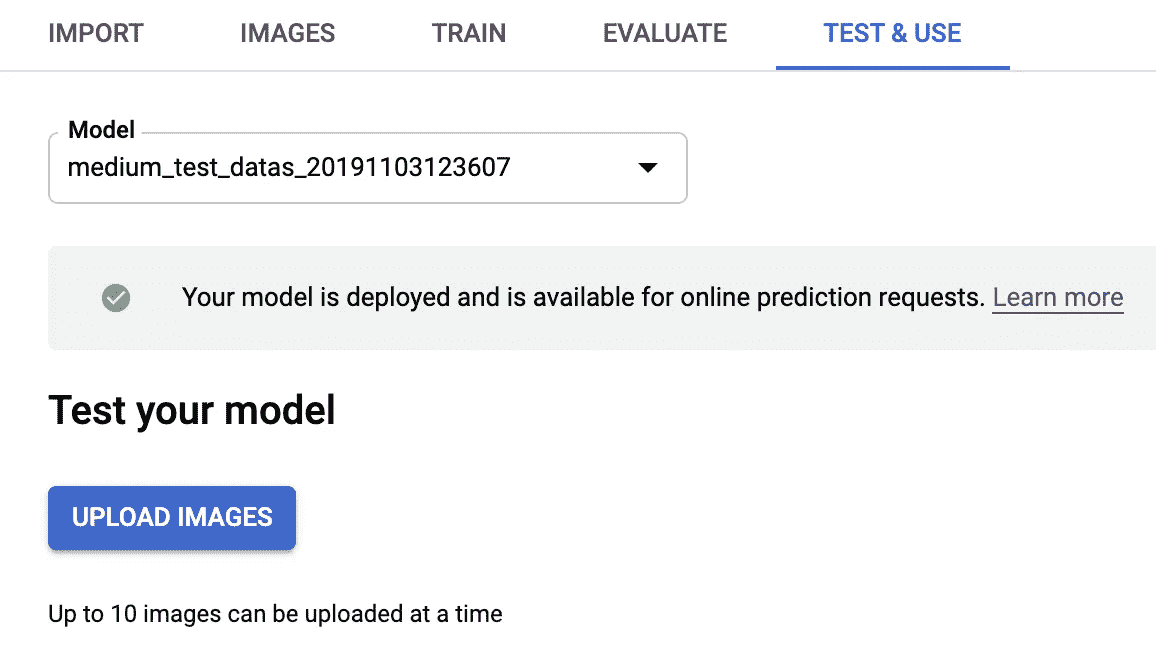 IMPORT IMAGES TRAIN EVALUATE TEST & USE
Model
medium_test_datas_20191103123607
Your model is deployed and is available for online prediction requests. Learn more
Test your model
UPLOAD IMAGES
Up to 10 images can be uploaded at a time